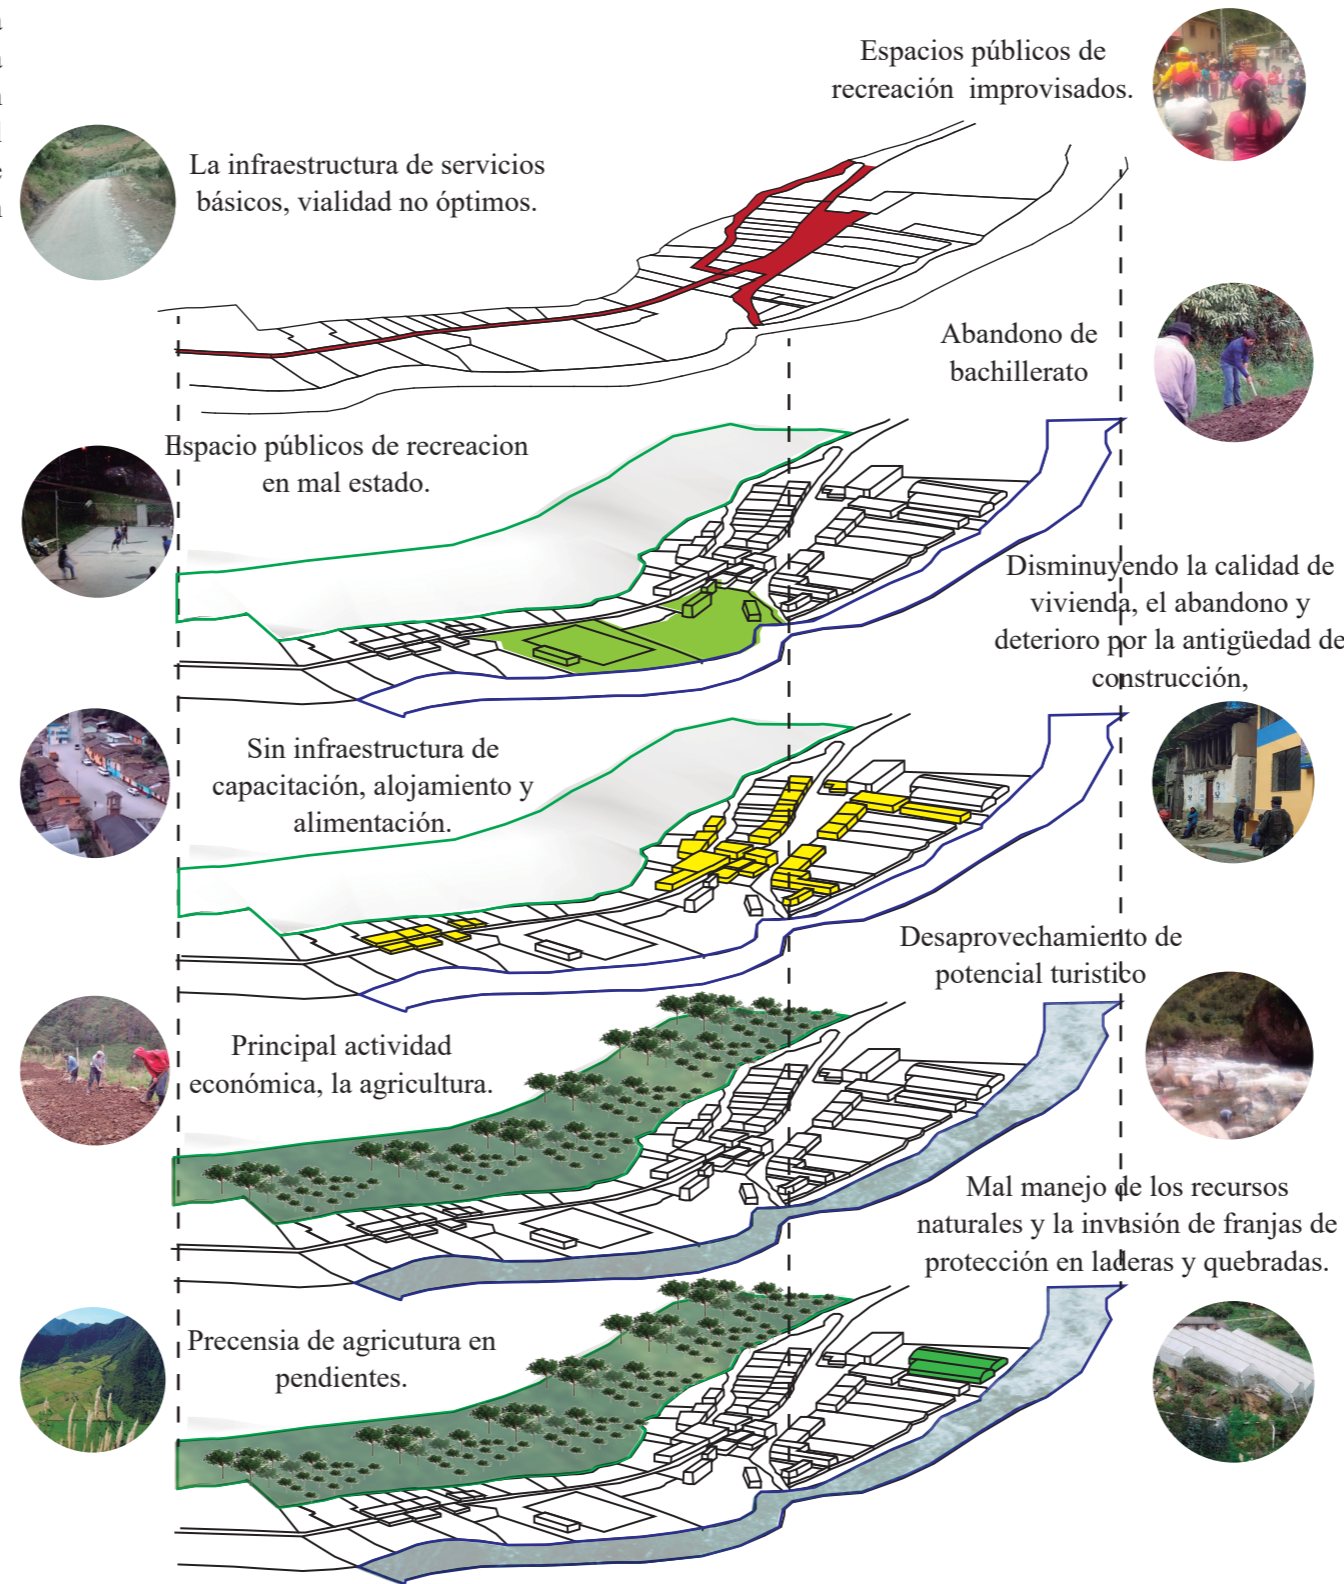 Espacios públicos de
recreación improvisados.
La infraestructura de servicios
básicos, vialidad no óptimos.
Abandono de
bachillerato
Espacio públicos de recreacion
en mal estado.
Disminuyendo la calidad de
vivienda, el abandono y
deterioro por la antigüedad de
construcción,
Sin infraestructura de
capacitación, alojamiento y
alimentación.
Desaprovechamiento de
potencial turistico
Principal actividad
económica, la agricultura.
Mal manejo de los recursos
naturales y la invasión de franjas de
protección en laderas y quebradas.
Precensia de agricutura en
pendientes.